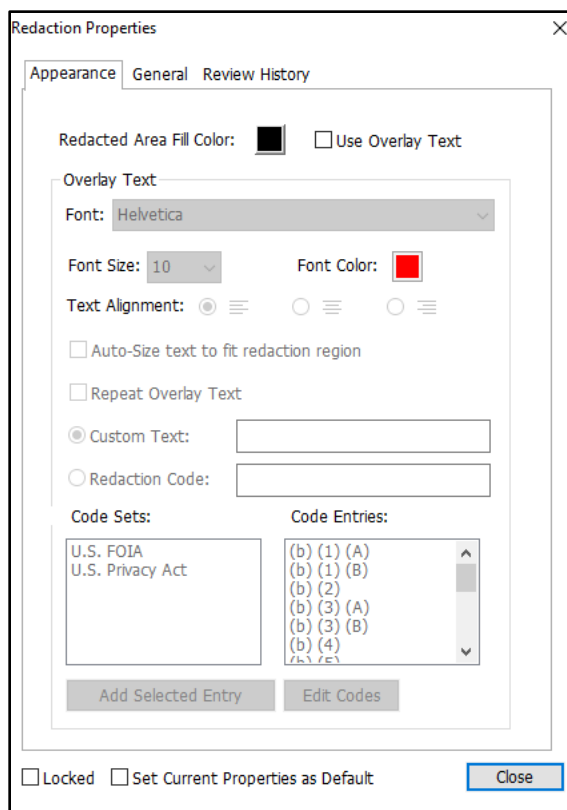 Redaction Properties
Appearance General Review History
Redacted Area Fill Color: Use Overlay Text
Overlay Text
Font: Helvetica
Font Size: 10 Font Color:
Text Alignment:
Auto-Size text to fit redaction region
Repeat Overlay Text
Custom Text:
Redaction Code:
Code Sets: Code Entries:
U.S. FOIA (b) (1) (A)
U.S. Privacy Act (b) (1) (B)
(b) (2)
(b) (3) (A)
(b) (3) (B)
(b) (4)
(b) (5)
Add Selected Entry Edit Codes
Locked Set Current Properties as Default Close